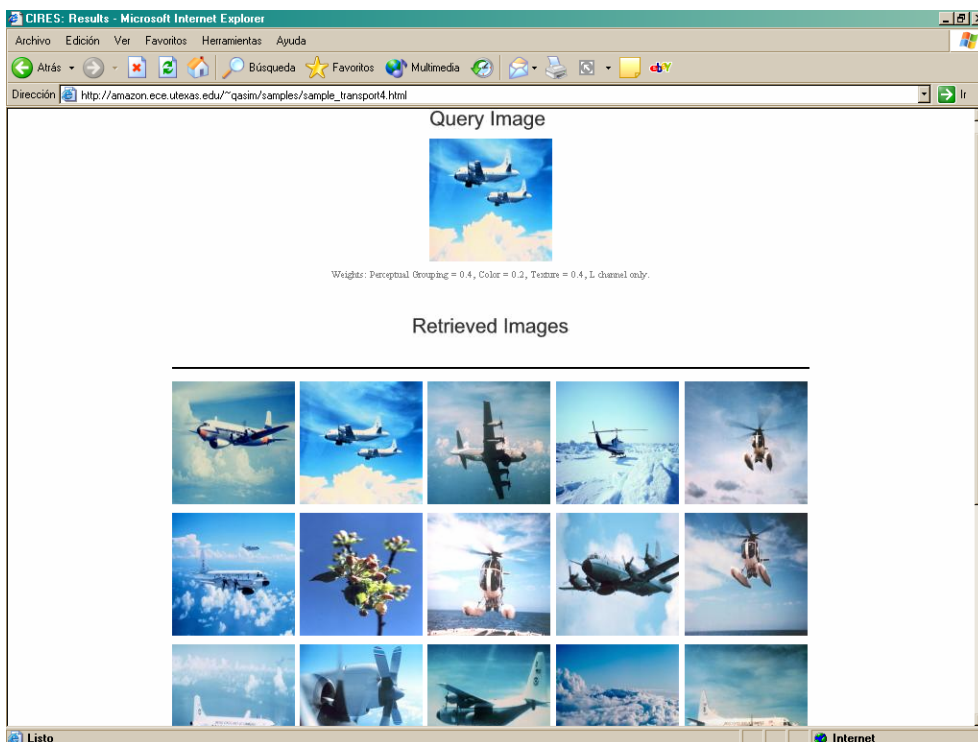 CIRES: Results - Microsoft Internet Explorer
Archivo Edición Ver Favoritos Herramientas Ayuda
Atrás Búsqueda Favoritos Multimedia ebY
Dirección http://amazon.ece.utexas.edu/~qasim/samples/sample_transport4.html Ir
Query Image
Weights: Perceptual Grouping = 0.4, Color = 0.2, Texture = 0.4, L channel only.
Retrieved Images
Listo Internet